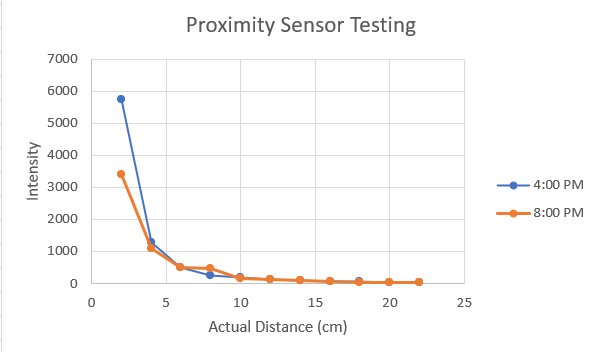 Proximity Sensor Testing
7000
6000
5000
4000
3000
2000
1000
0
Intensity
0 5 10 15 20 25
Actual Distance (cm)
4:00 PM
8:00 PM